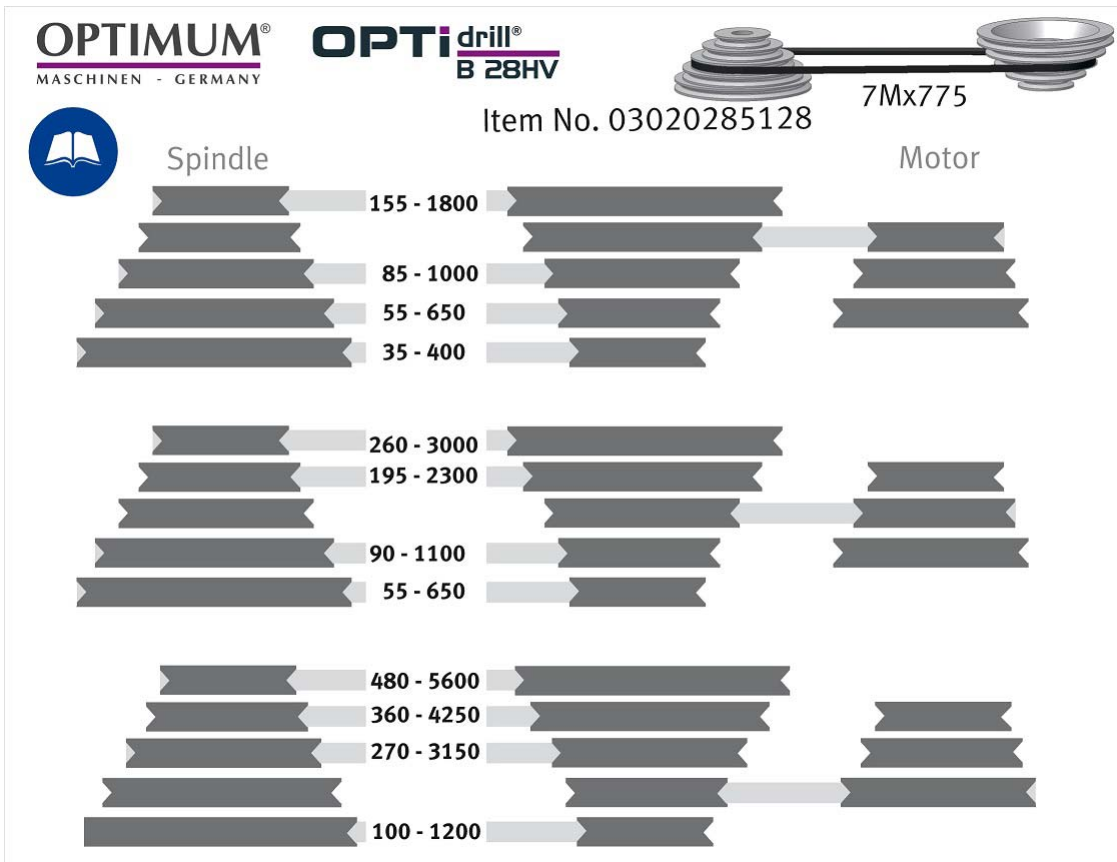 OPTIMUM®
MASCHINEN - GERMANY
OPTi drill®
B 28HV
7Mx775
Item No. 03020285128
Spindle
Motor
155 - 1800
85 - 1000
55 - 650
35 - 400
260 - 3000
195 - 2300
90 - 1100
55 - 650
480 - 5600
360 - 4250
270 - 3150
100 - 1200